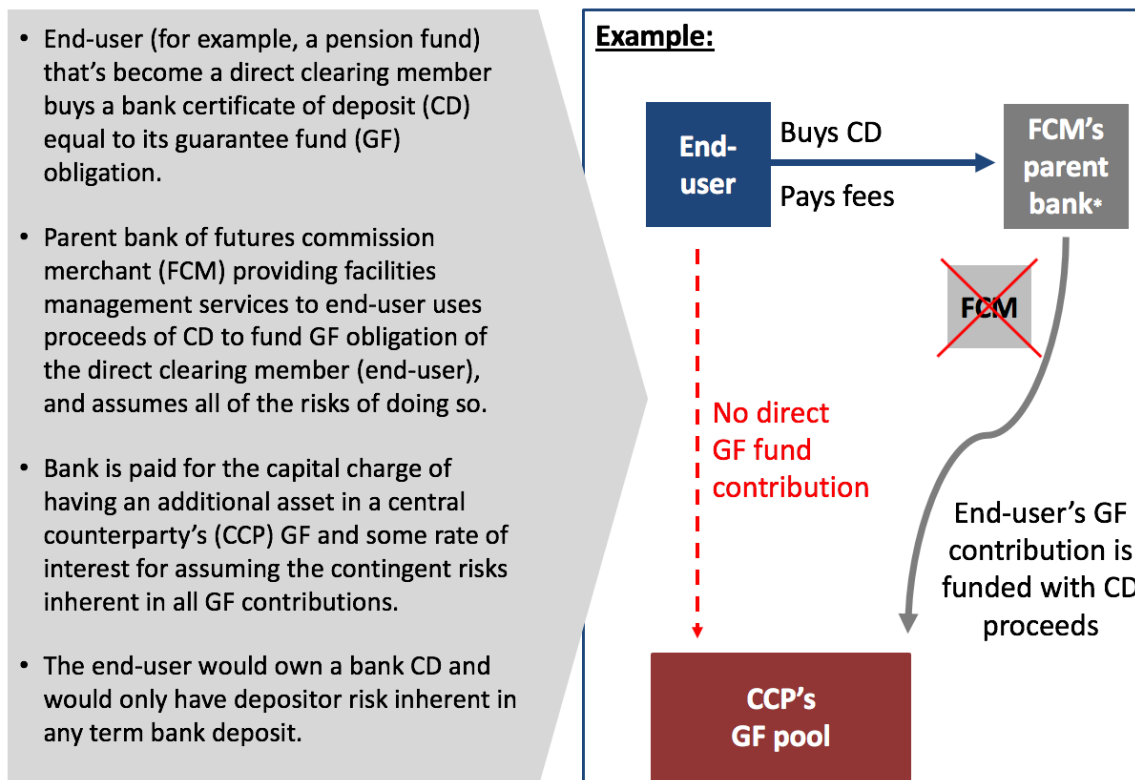 • End-user (for example, a pension fund)
that's become a direct clearing member
buys a bank certificate of deposit (CD)
equal to its guarantee fund (GF)
obligation.
• Parent bank of futures commission
merchant (FCM) providing facilities
management services to end-user uses
proceeds of CD to fund GF obligation of
the direct clearing member (end-user),
and assumes all of the risks of doing so.
• Bank is paid for the capital charge of
having an additional asset in a central
counterparty's (CCP) GF and some rate of
interest for assuming the contingent risks
inherent in all GF contributions.
• The end-user would own a bank CD and
would only have depositor risk inherent in
any term bank deposit.
Example:
End-
user
Buys CD
Pays fees
FCM's
parent
bank*
FCM
No direct
GF fund
contribution
End-user's GF
contribution is
funded with CD
proceeds
CCP's
GF pool